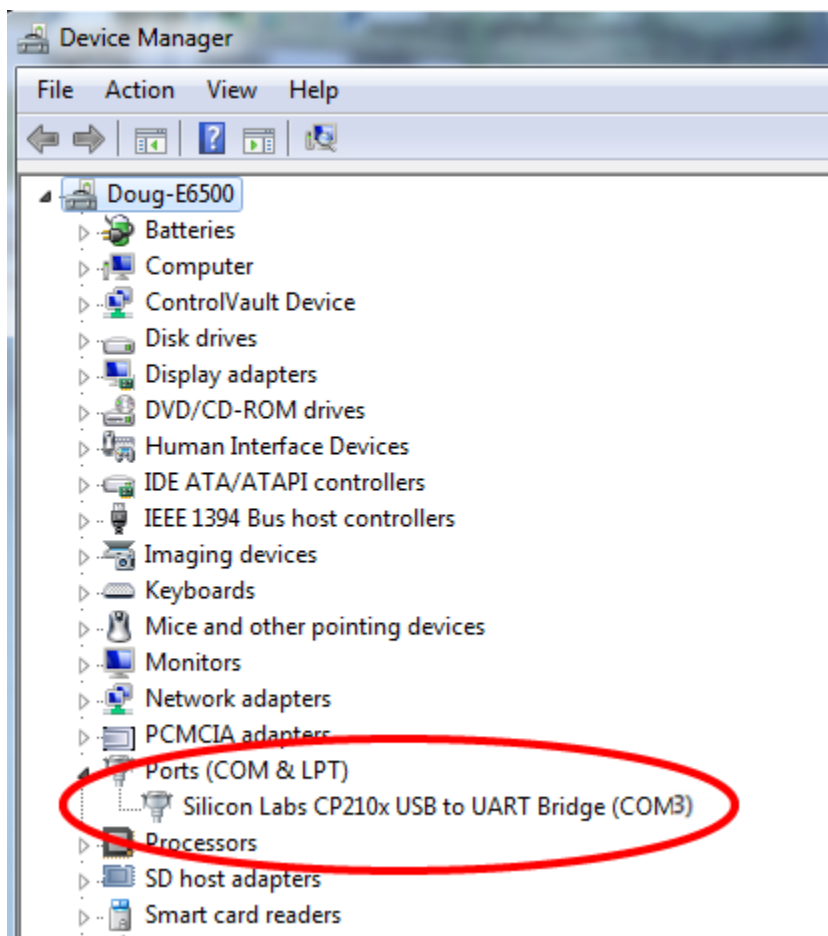 Device Manager
File Action View Help
Doug-E6500
Batteries
Computer
ControlVault Device
Disk drives
Display adapters
DVD/CD-ROM drives
Human Interface Devices
IDE ATA/ATAPI controllers
IEEE 1394 Bus host controllers
Imaging devices
Keyboards
Mice and other pointing devices
Monitors
Network adapters
PCMCIA adapters
Ports (COM & LPT)
Silicon Labs CP210x USB to UART Bridge (COM3)
Processors
SD host adapters
Smart card readers